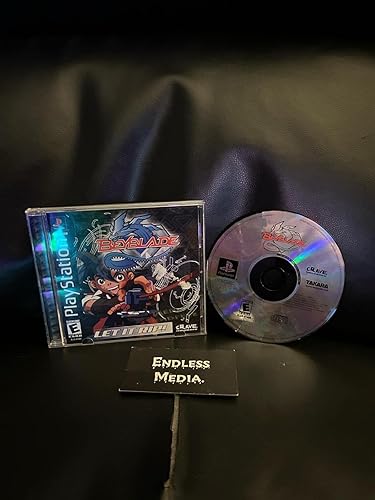 PlayStation
BEYBLADE
LET IT RIP!
CRAVE
E
BEYBLADE
CRAVE
TAKARA
E
ENDLESS
MEDIA.